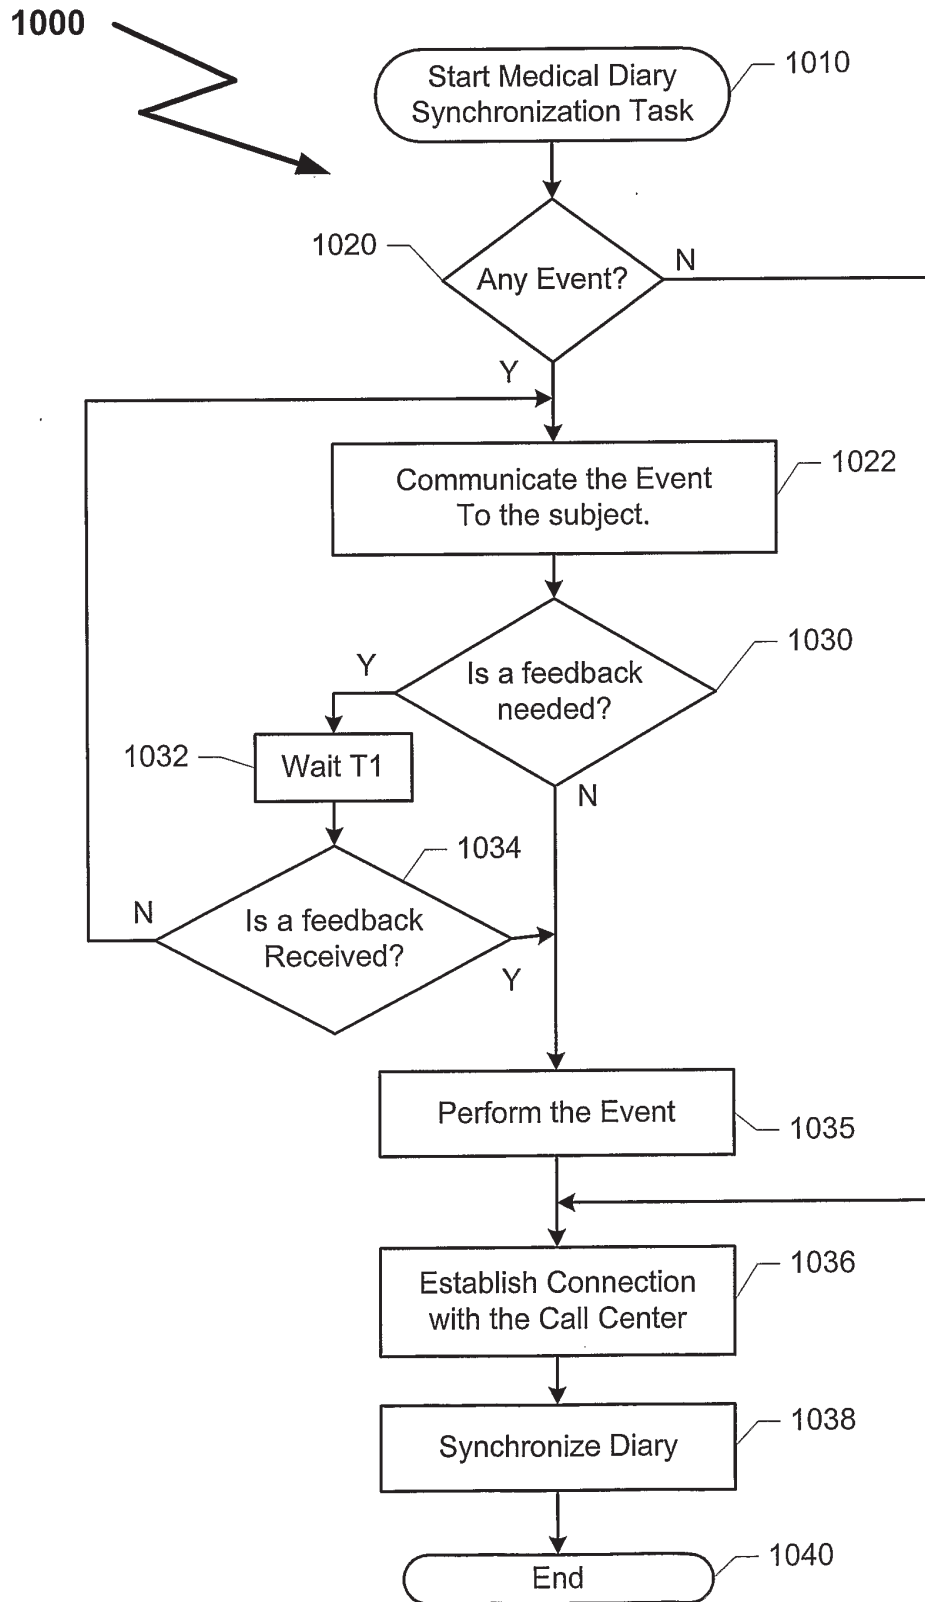 1000
Start Medical Diary
Synchronization Task
1010
1020
Any Event?
N
Y
Communicate the Event
To the subject.
1022
Is a feedback
needed?
1030
Y
1032
Wait T1
N
1034
Is a feedback
Received?
N
Y
Perform the Event
1035
Establish Connection
with the Call Center
1036
Synchronize Diary
1038
End
1040